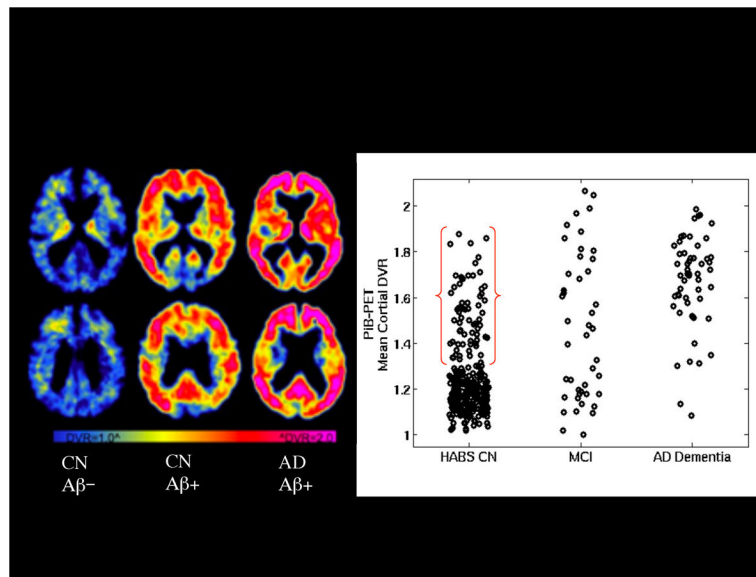 DVR=1.0^
^DVR=2.0
CN
Aβ−
CN
Aβ+
AD
Aβ+
PiB-PET
Mean Cortial DVR
2
1.8
1.6
1.4
1.2
1
HABS CN
MCI
AD Dementia